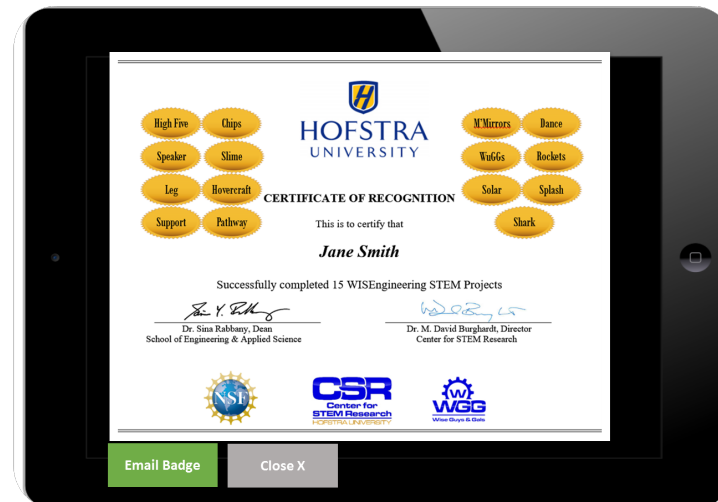 High Five
Chips
Speaker
Slime
Leg
Hovercraft
Support
Pathway
H
HOFSTRA
UNIVERSITY
M'Mirrors
Dance
WuGGs
Rockets
Solar
Splash
Shark
CERTIFICATE OF RECOGNITION
This is to certify that
Jane Smith
Successfully completed 15 WISEngineering STEM Projects
Dr. Sina Rabbany, Dean
School of Engineering & Applied Science
Dr. M. David Burghardt, Director
Center for STEM Research
NSF
CSR
Center for
STEM Research
HOFSTRA UNIVERSITY
WGG
Wise Guys & Gals
Email Badge
Close X